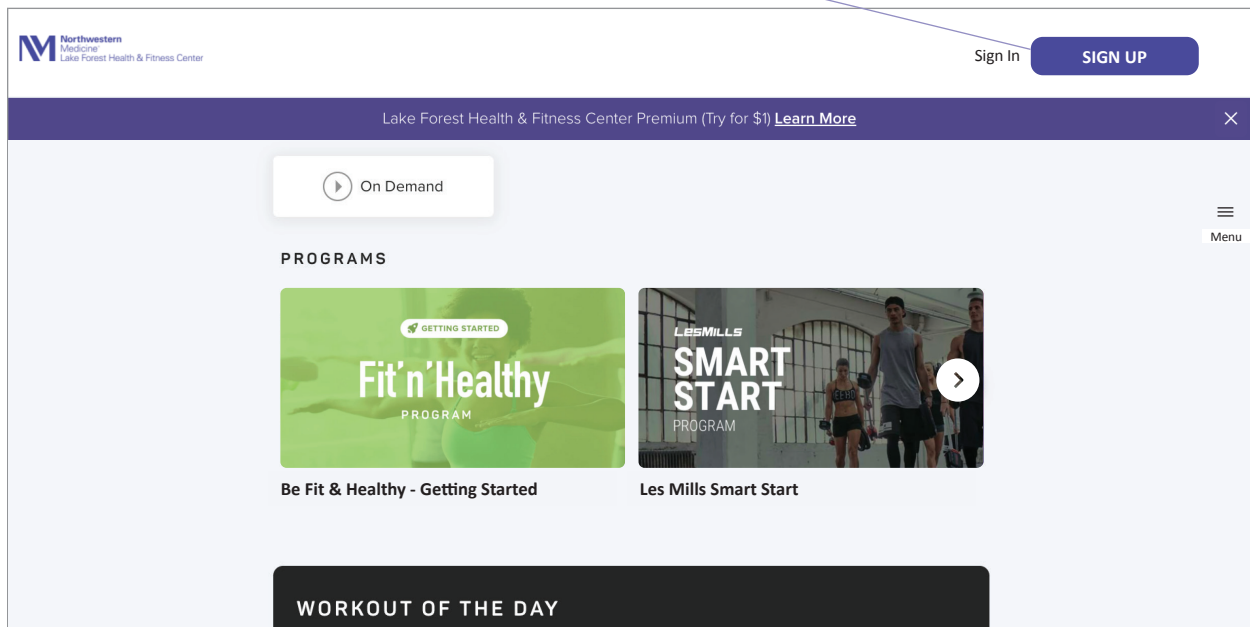 Northwestern
Medicine
Lake Forest Health & Fitness Center
Sign In
SIGN UP
Lake Forest Health & Fitness Center Premium (Try for $1) Learn More
On Demand
Menu
PROGRAMS
GETTING STARTED
Fit'n'Healthy
PROGRAM
LESMILLS
SMART
START
PROGRAM
Be Fit & Healthy - Getting Started
Les Mills Smart Start
WORKOUT OF THE DAY